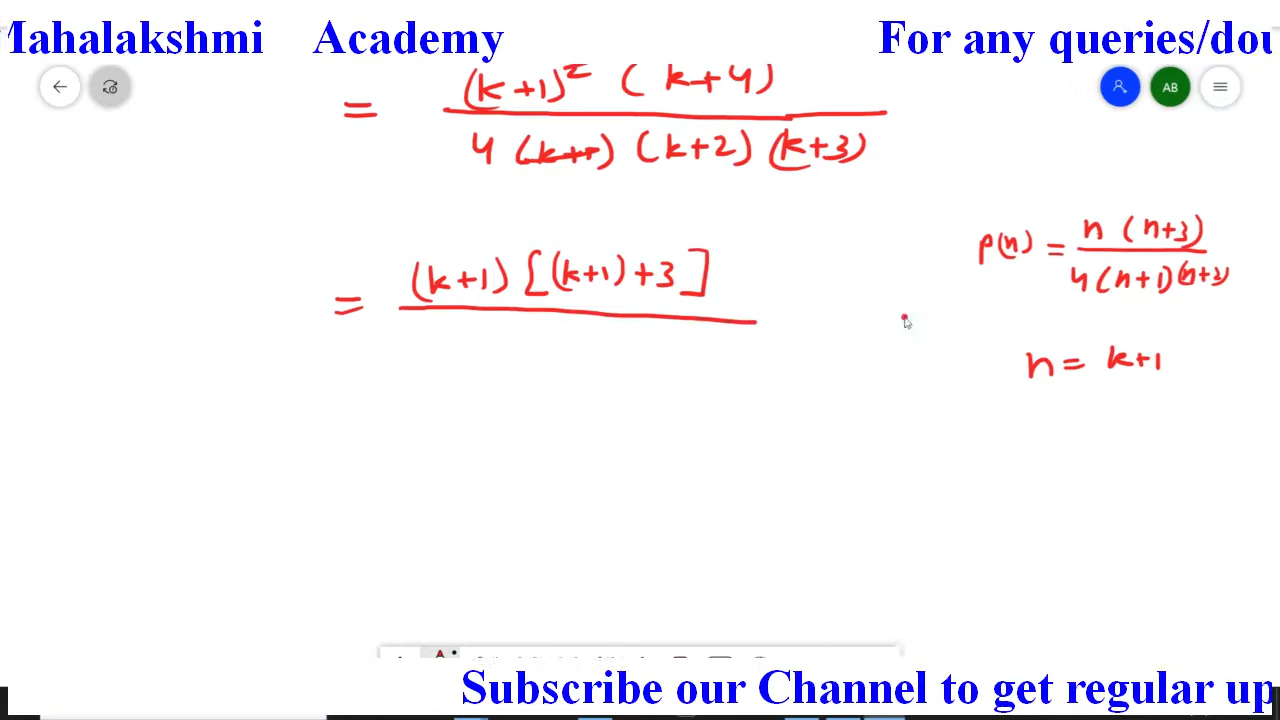 Mahalakshmi Academy For any queries/dou
= (k+1)² (k+4)
4 (k+1) (k+2) (k+3)
AB
P(n) = n (n+3)
4(n+1)(n+2)
= (k+1) [(k+1)+3]
n = k+1
Subscribe our Channel to get regular up